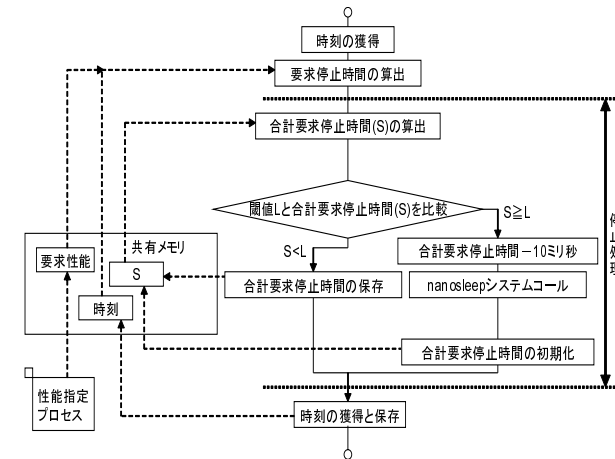 時刻の獲得
要求停止時間の算出
合計要求停止時間(S)の算出
閾値Lと合計要求停止時間(S)を比較
S≧L
S<L
共有メモリ
要求性能
S
時刻
合計要求停止時間の保存
合計要求停止時間－10ミリ秒
nanosleepシステムコール
合計要求停止時間の初期化
停止処理
性能指定
プロセス
時刻の獲得と保存